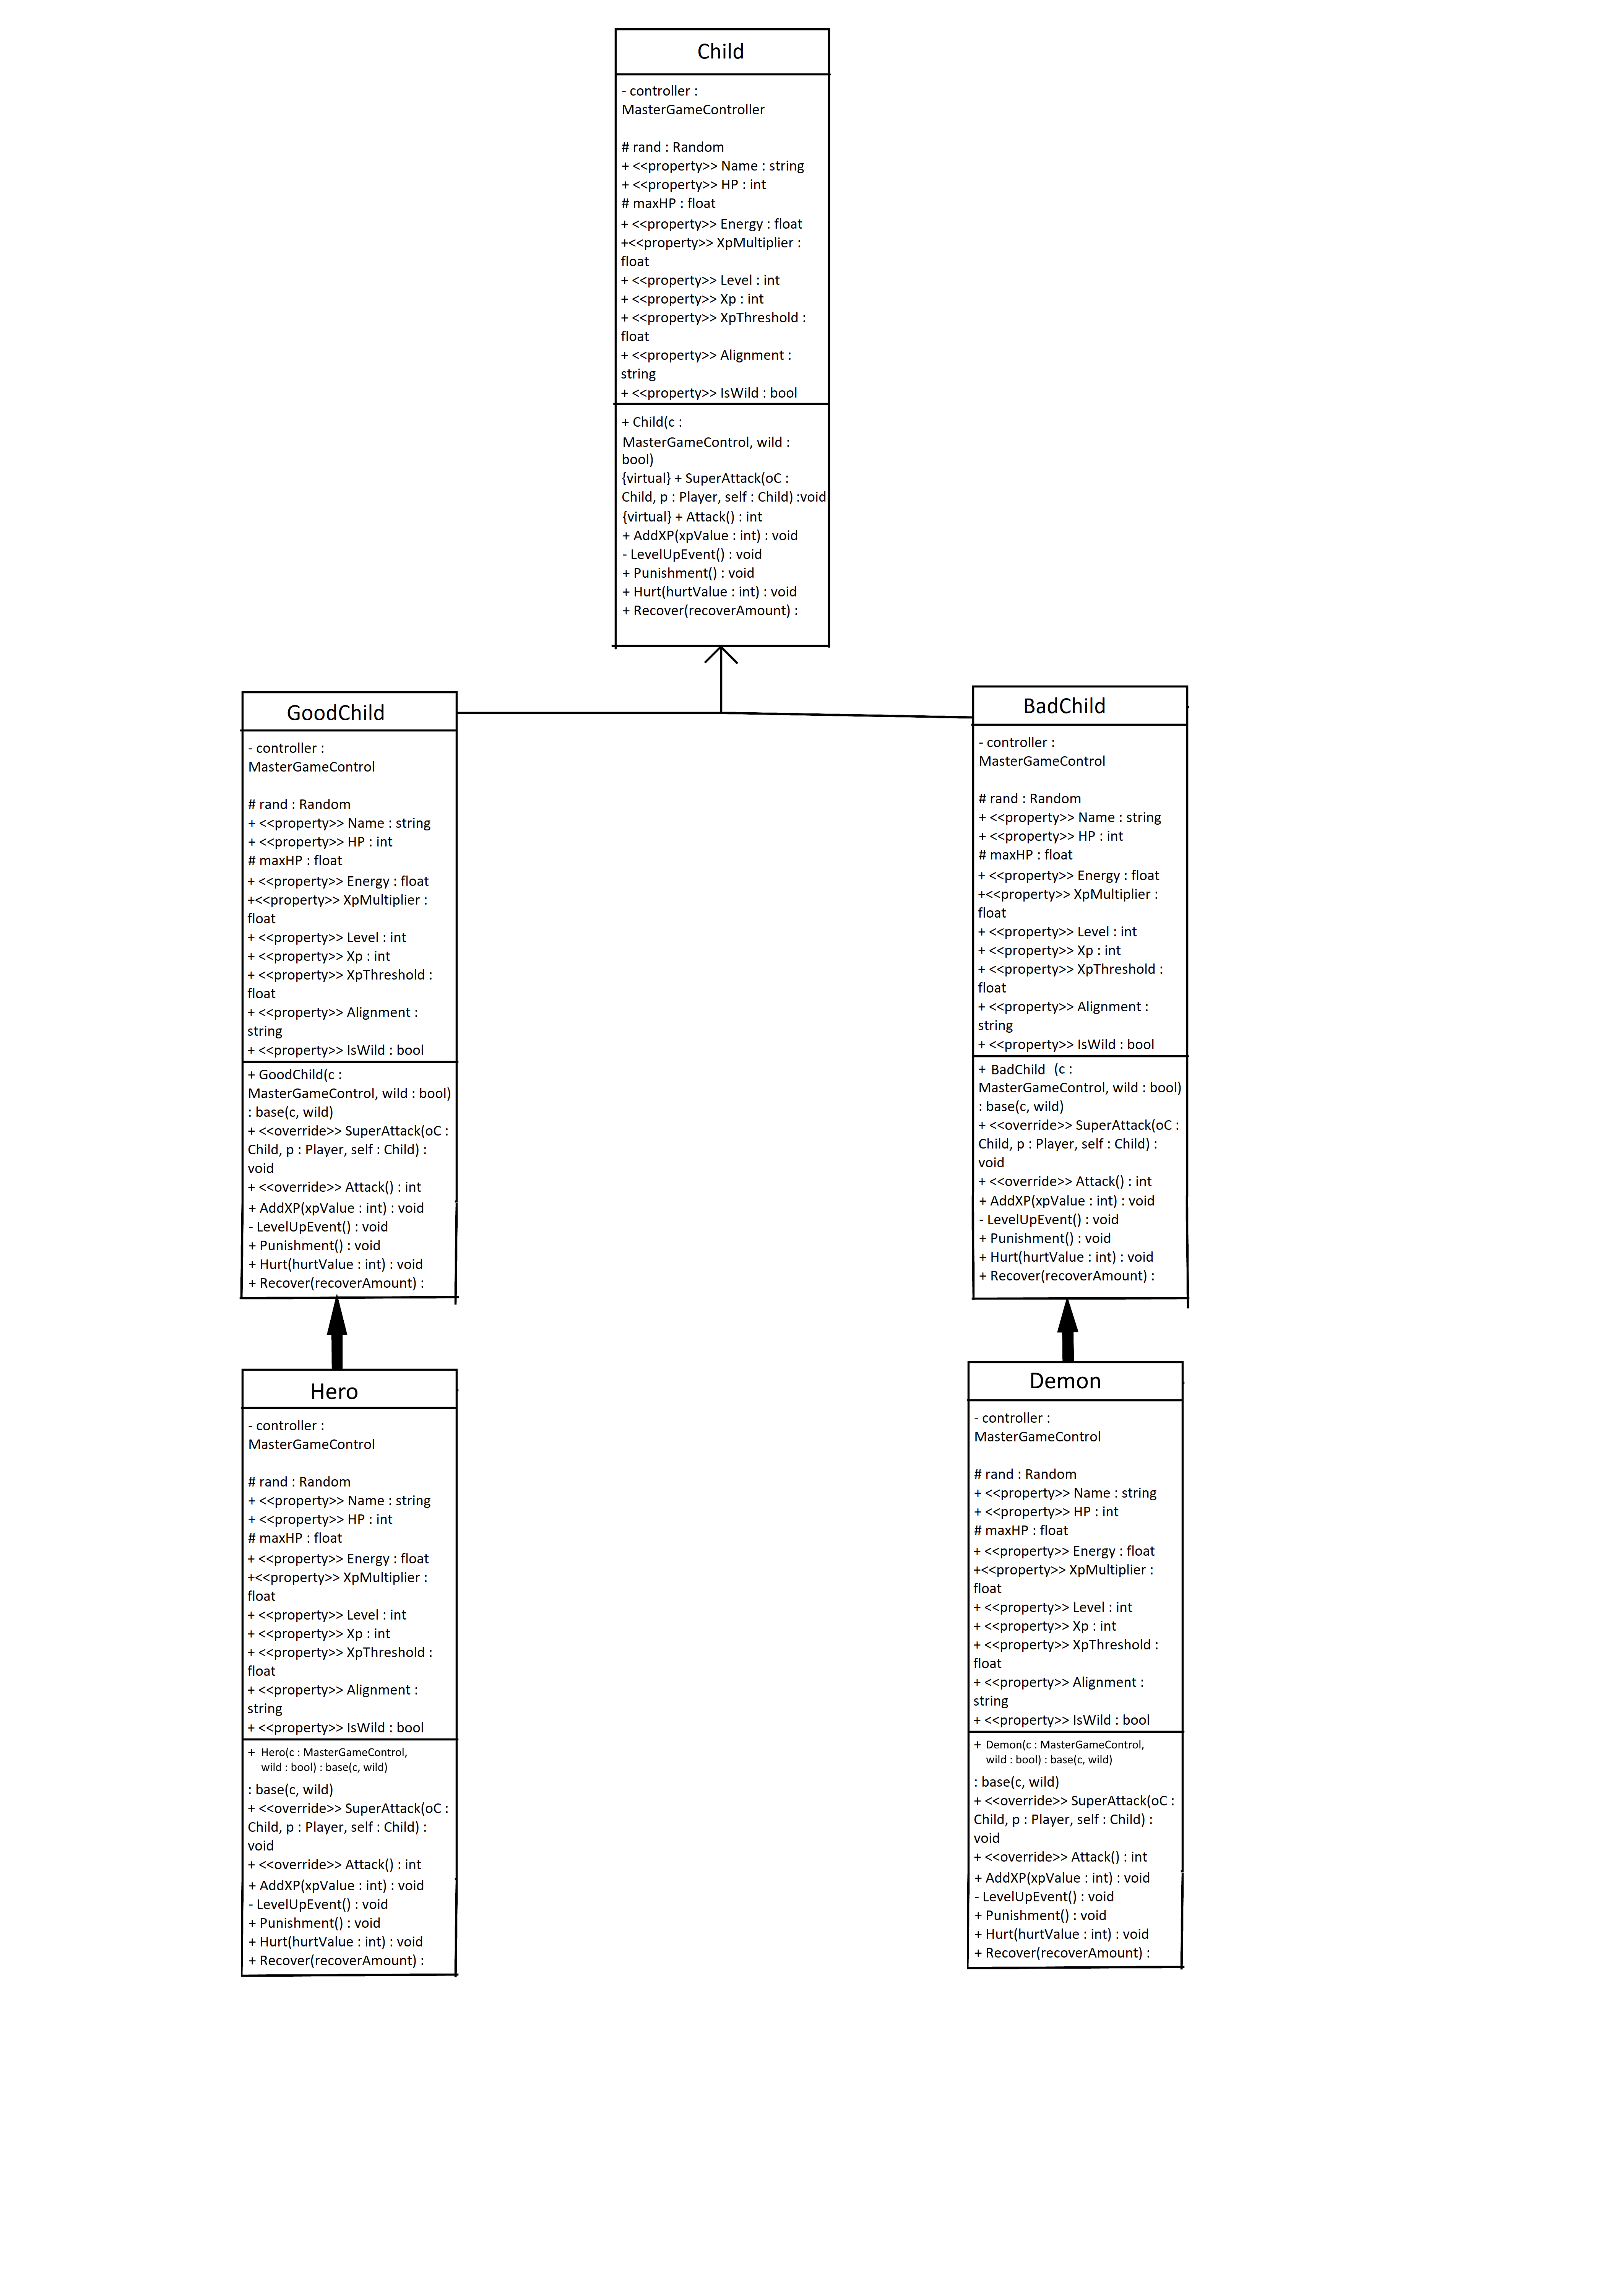 Child
- controller :
MasterGameController
# rand : Random
+ <<property>> Name : string
+ <<property>> HP : int
# maxHP : float
+ <<property>> Energy : float
+<<property>> XpMultiplier :
float
+ <<property>> Level : int
+ <<property>> Xp : int
+ <<property>> XpThreshold :
float
+ <<property>> Alignment :
string
+ <<property>> IsWild : bool
+ Child(c :
MasterGameControl, wild :
bool)
{virtual} + SuperAttack(oC :
Child, p : Player, self : Child) :void
{virtual} + Attack() : int
+ AddXP(xpValue : int) : void
- LevelUpEvent() : void
+ Punishment() : void
+ Hurt(hurtValue : int) : void
+ Recover(recoverAmount) :
GoodChild
- controller :
MasterGameControl
# rand : Random
+ <<property>> Name : string
+ <<property>> HP : int
# maxHP : float
+ <<property>> Energy : float
+<<property>> XpMultiplier :
float
+ <<property>> Level : int
+ <<property>> Xp : int
+ <<property>> XpThreshold :
float
+ <<property>> Alignment :
string
+ <<property>> IsWild : bool
+ GoodChild(c :
MasterGameControl, wild : bool)
: base(c, wild)
+ <<override>> SuperAttack(oC :
Child, p : Player, self : Child) :
void
+ <<override>> Attack() : int
+ AddXP(xpValue : int) : void
- LevelUpEvent() : void
+ Punishment() : void
+ Hurt(hurtValue : int) : void
+ Recover(recoverAmount) :
BadChild
- controller :
MasterGameControl
# rand : Random
+ <<property>> Name : string
+ <<property>> HP : int
# maxHP : float
+ <<property>> Energy : float
+<<property>> XpMultiplier :
float
+ <<property>> Level : int
+ <<property>> Xp : int
+ <<property>> XpThreshold :
float
+ <<property>> Alignment :
string
+ <<property>> IsWild : bool
+ BadChild (c :
MasterGameControl, wild : bool)
: base(c, wild)
+ <<override>> SuperAttack(oC :
Child, p : Player, self : Child) :
void
+ <<override>> Attack() : int
+ AddXP(xpValue : int) : void
- LevelUpEvent() : void
+ Punishment() : void
+ Hurt(hurtValue : int) : void
+ Recover(recoverAmount) :
Hero
- controller :
MasterGameControl
# rand : Random
+ <<property>> Name : string
+ <<property>> HP : int
# maxHP : float
+ <<property>> Energy : float
+<<property>> XpMultiplier :
float
+ <<property>> Level : int
+ <<property>> Xp : int
+ <<property>> XpThreshold :
float
+ <<property>> Alignment :
string
+ <<property>> IsWild : bool
+ Hero(c : MasterGameControl,
wild : bool) : base(c, wild)
: base(c, wild)
+ <<override>> SuperAttack(oC :
Child, p : Player, self : Child) :
void
+ <<override>> Attack() : int
+ AddXP(xpValue : int) : void
- LevelUpEvent() : void
+ Punishment() : void
+ Hurt(hurtValue : int) : void
+ Recover(recoverAmount) :
Demon
- controller :
MasterGameControl
# rand : Random
+ <<property>> Name : string
+ <<property>> HP : int
# maxHP : float
+ <<property>> Energy : float
+<<property>> XpMultiplier :
float
+ <<property>> Level : int
+ <<property>> Xp : int
+ <<property>> XpThreshold :
float
+ <<property>> Alignment :
string
+ <<property>> IsWild : bool
+ Demon(c : MasterGameControl,
wild : bool) : base(c, wild)
: base(c, wild)
+ <<override>> SuperAttack(oC :
Child, p : Player, self : Child) :
void
+ <<override>> Attack() : int
+ AddXP(xpValue : int) : void
- LevelUpEvent() : void
+ Punishment() : void
+ Hurt(hurtValue : int) : void
+ Recover(recoverAmount) :